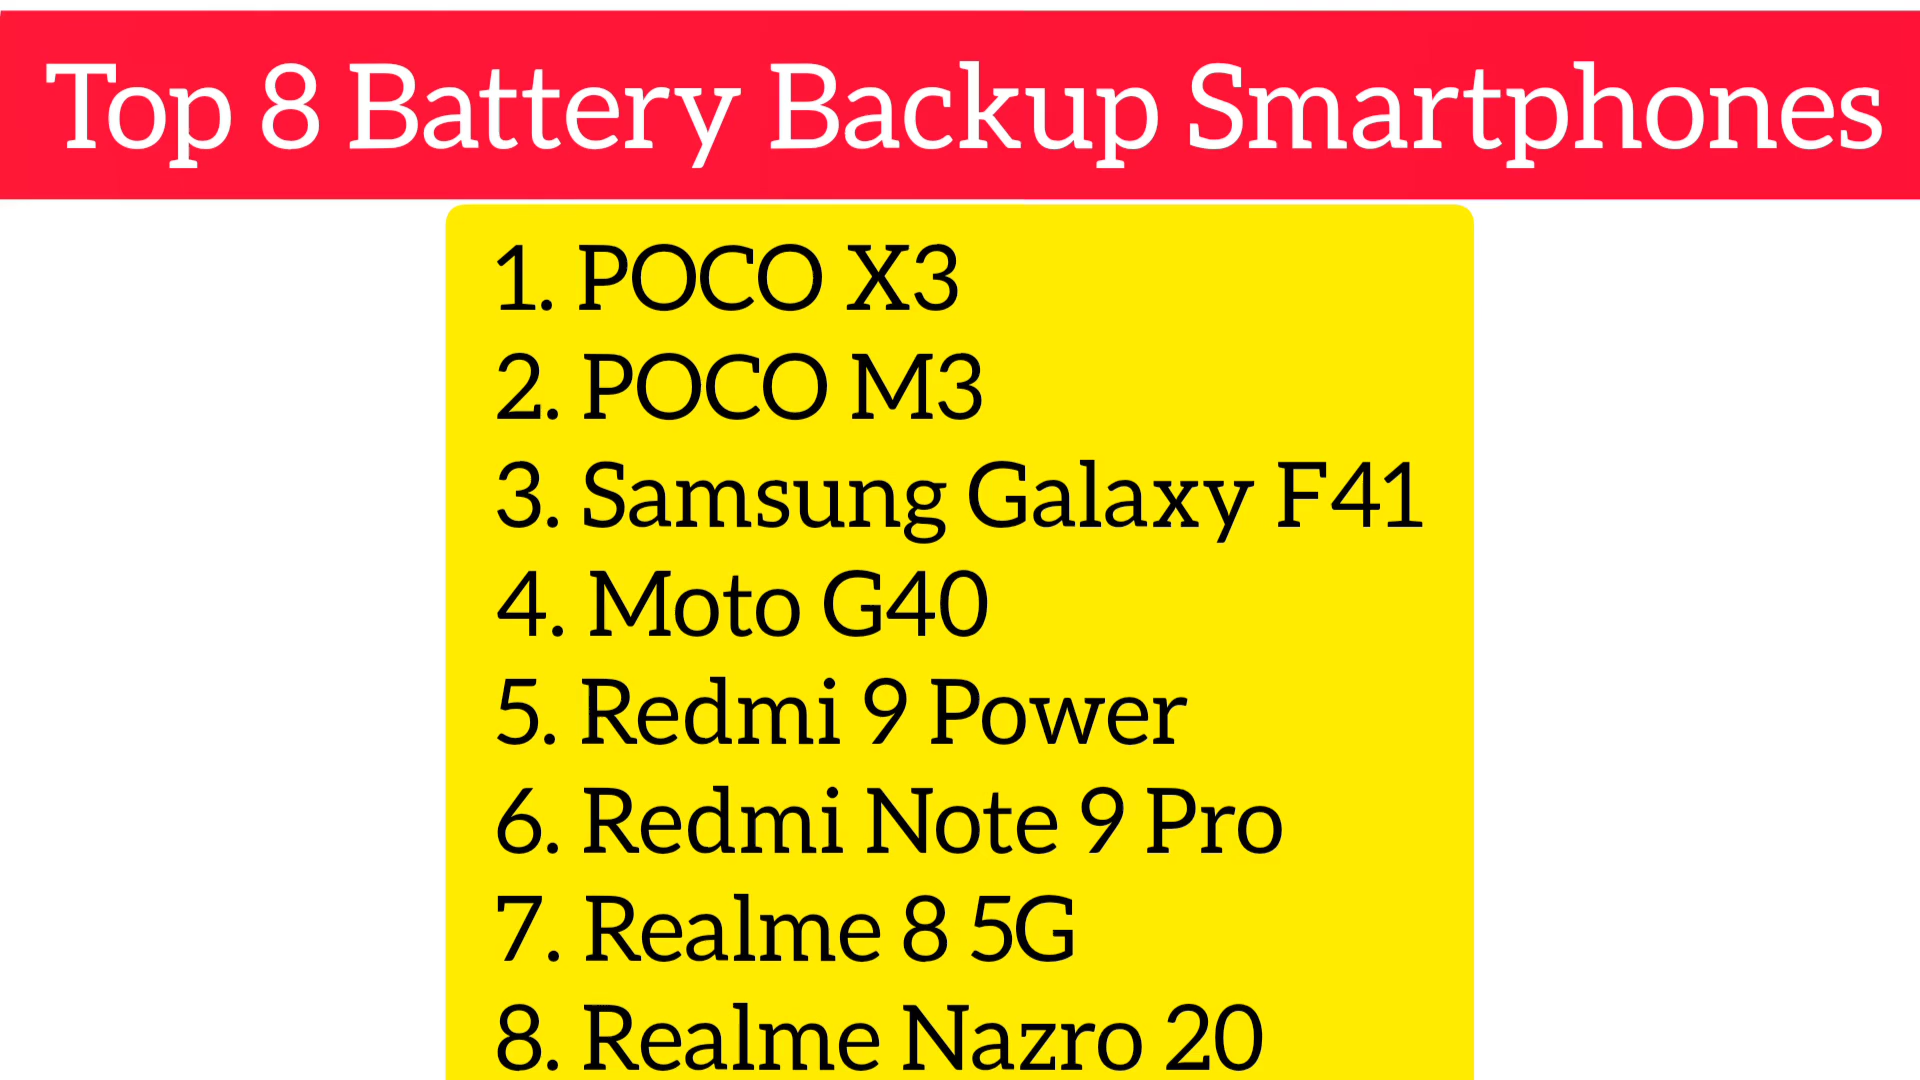 Top 8 Battery Backup Smartphones
1. POCO X3
2. POCO M3
3. Samsung Galaxy F41
4. Moto G40
5. Redmi 9 Power
6. Redmi Note 9 Pro
7. Realme 8 5G
8. Realme Nazro 20